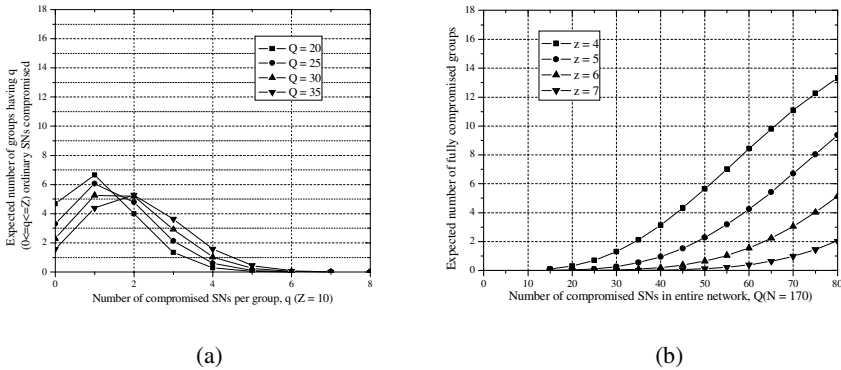 18
16
14
12
10
8
6
4
2
0
0 2 4 6 8
Expected number of groups having q
(0<=q<=Z) ordinary SNs compromised
Number of compromised SNs per group, q (Z = 10)
Q = 20
Q = 25
Q = 30
Q = 35
(a)
18
16
14
12
10
8
6
4
2
0
0 10 20 30 40 50 60 70 80
Expected number of fully compromised groups
Number of compromised SNs in entire network, Q(N = 170)
z = 4
z = 5
z = 6
z = 7
(b)